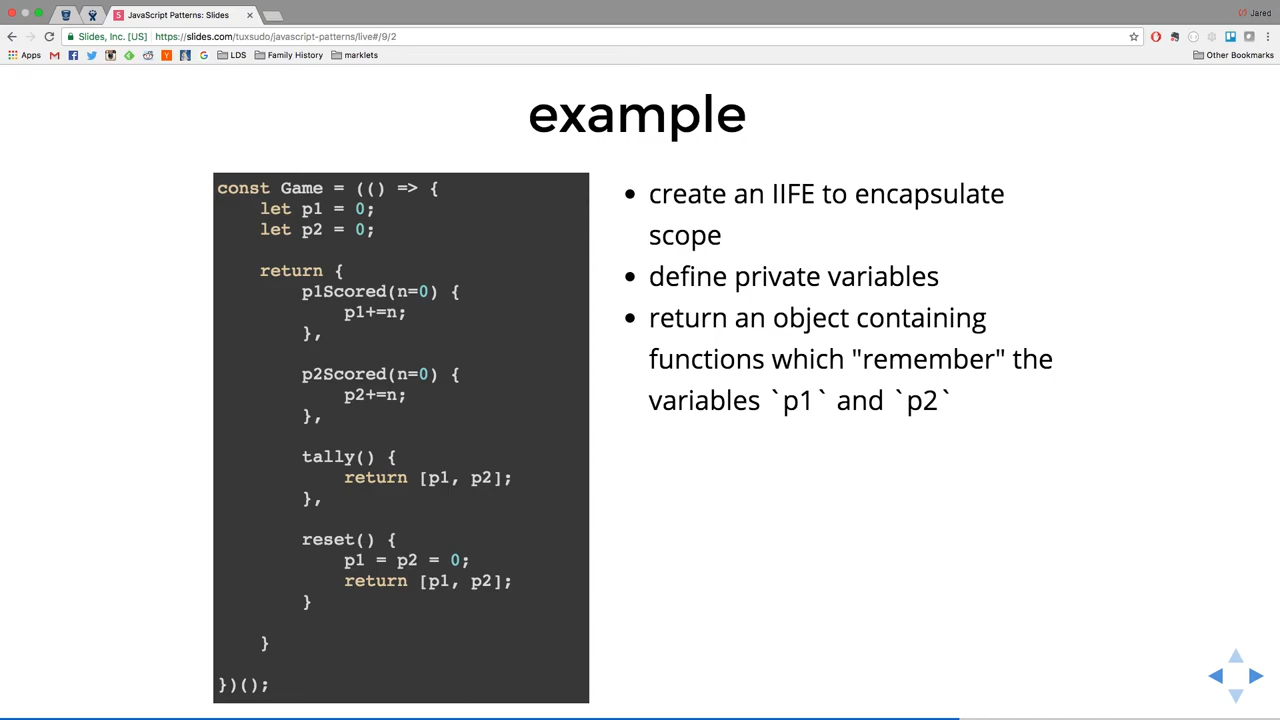 JavaScript Patterns: Slides
Jared
Slides, Inc. [US] https://slides.com/tuxsudo/javascript-patterns/live#/9/2
Apps LDS Family History marklets Other Bookmarks
example
const Game = (() => {
    let p1 = 0;
    let p2 = 0;
    return {
        p1Scored(n=0) {
            p1+=n;
        },
        p2Scored(n=0) {
            p2+=n;
        },
        tally() {
            return [p1, p2];
        },
        reset() {
            p1 = p2 = 0;
            return [p1, p2];
        }
    }
})();
• create an IIFE to encapsulate
scope
• define private variables
• return an object containing
functions which "remember" the
variables `p1` and `p2`